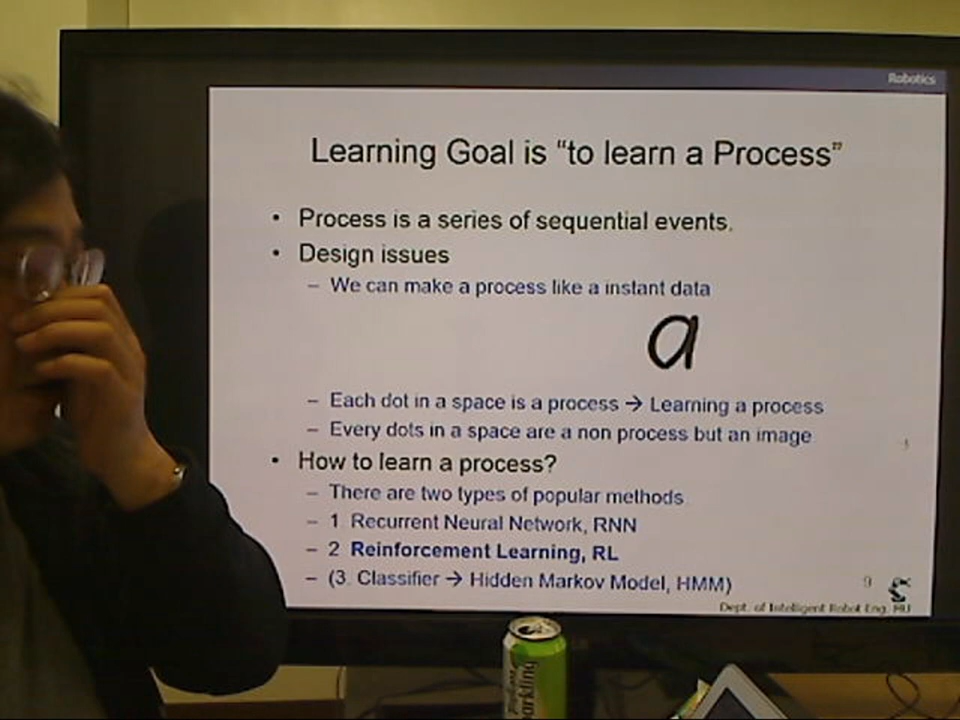 Robotics
Learning Goal is “to learn a Process”
• Process is a series of sequential events.
• Design issues
– We can make a process like a instant data
a
– Each dot in a space is a process → Learning a process
– Every dots in a space are a non process but an image
• How to learn a process?
– There are two types of popular methods
– 1 Recurrent Neural Network, RNN
– 2 Reinforcement Learning, RL
– (3. Classifier → Hidden Markov Model, HMM)
9
Dept. of Intelligent Robot Eng. MU